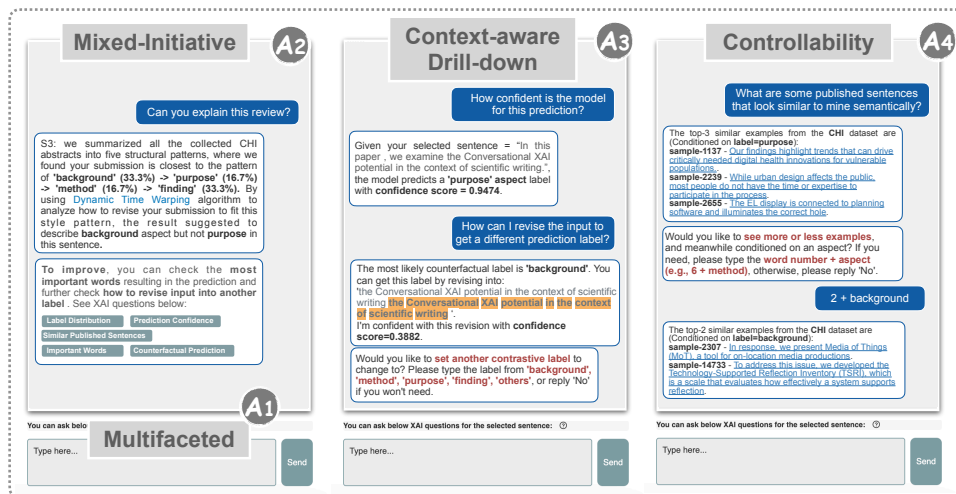 Mixed-Initiative
A2
Can you explain this review?
S3: we summarized all the collected CHI
abstracts into five structural patterns, where we
found your submission is closest to the pattern
of 'background' (33.3%) -> 'purpose' (16.7%)
-> 'method' (16.7%) -> 'finding' (33.3%). By
using Dynamic Time Warping algorithm to
analyze how to revise your submission to fit this
style pattern, the result suggested to
describe background aspect but not purpose in
this sentence.
To improve, you can check the most
important words resulting in the prediction and
further check how to revise input into another
label . See XAI questions below:
Label Distribution
Prediction Confidence
Similar Published Sentences
Important Words
Counterfactual Prediction
A1
You can ask belo
Multifaceted
Type here...
Send
Context-aware
Drill-down
A3
How confident is the model
for this prediction?
Given your selected sentence = "In this
paper , we examine the Conversational XAI
potential in the context of scientific writing.",
the model predicts a 'purpose' aspect label
with confidence score = 0.9474.
How can I revise the input to
get a different prediction label?
The most likely counterfactual label is 'background'. You
can get this label by revising into:
'the Conversational XAI potential in the context of scientific
writing the Conversational XAI potential in the context
of scientific writing '.
I'm confident with this revision with confidence
score=0.3882.
Would you like to set another contrastive label to
change to? Please type the label from 'background',
'method', 'purpose', 'finding', 'others', or reply 'No'
if you won't need.
You can ask below XAI questions for the selected sentence: ?
Type here...
Send
Controllability
A4
What are some published sentences
that look similar to mine semantically?
The top-3 similar examples from the CHI dataset are
(Conditioned on label=purpose):
sample-1137 - Our findings highlight trends that can drive
critically needed digital health innovations for vulnerable
populations..
sample-2239 - While urban design affects the public,
most people do not have the time or expertise to
participate in the process.
sample-2655 - The EL display is connected to planning
software and illuminates the correct hole.
Would you like to see more or less examples,
and meanwhile conditioned on an aspect? If you
need, please type the word number + aspect
(e.g., 6 + method), otherwise, please reply 'No'.
2 + background
The top-2 similar examples from the CHI dataset are
(Conditioned on label=background):
sample-2307 - In response, we present Media of Things
(MoT), a tool for on-location media productions.
sample-14733 - To address this issue, we developed the
Technology-Supported Reflection Inventory (TSRI), which
is a scale that evaluates how effectively a system supports
reflection.
You can ask below XAI questions for the selected sentence: ?
Type here...
Send